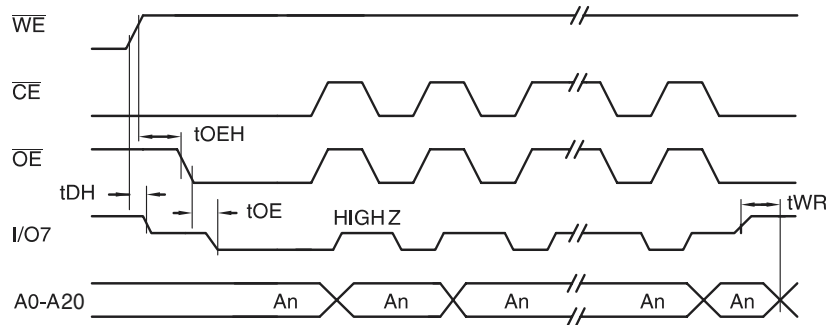 WE
CE
tOEH
OE
tDH
tOE
tWR
HIGH Z
I/O7
A0-A20 An An An An An